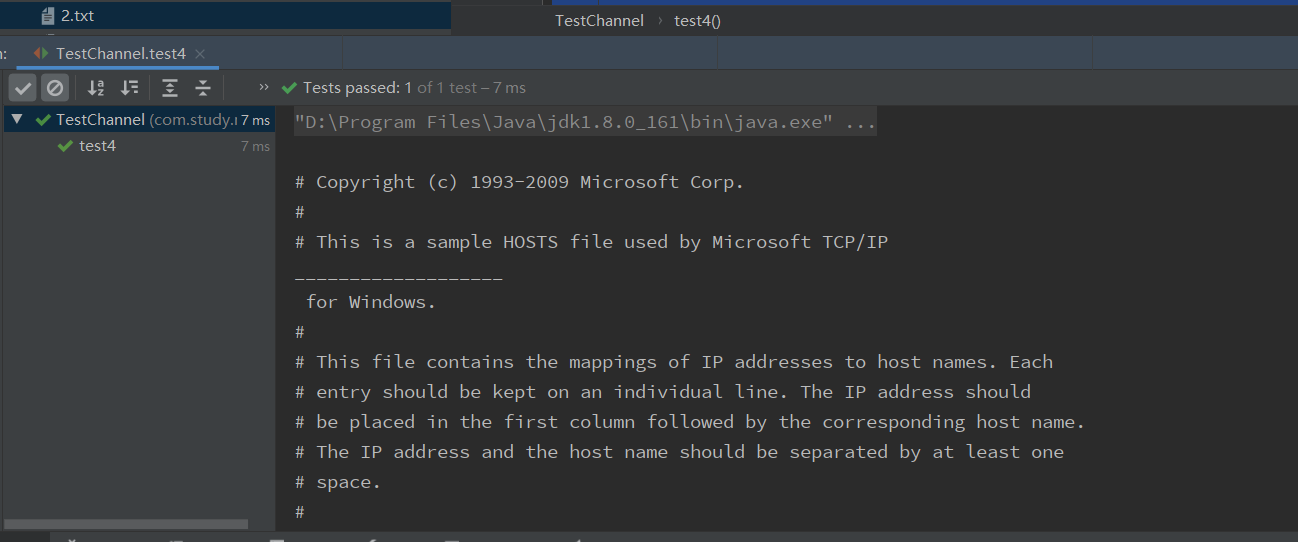 2.txt
TestChannel › test4()
n: TestChannel.test4 ×
» Tests passed: 1 of 1 test – 7 ms
TestChannel (com.study. 7 ms
test4 7 ms
"D:\Program Files\Java\jdk1.8.0_161\bin\java.exe" ...
# Copyright (c) 1993-2009 Microsoft Corp.
#
# This is a sample HOSTS file used by Microsoft TCP/IP
___________________
for Windows.
#
# This file contains the mappings of IP addresses to host names. Each
# entry should be kept on an individual line. The IP address should
# be placed in the first column followed by the corresponding host name.
# The IP address and the host name should be separated by at least one
# space.
#